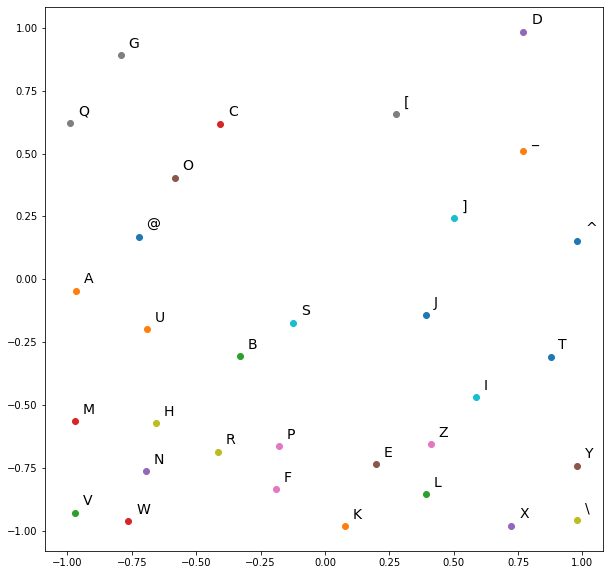 D
G
1.00
0.75
Q
C
[
_
0.50
O
]
0.25
@
^
0.00
A
J
S
U
−0.25
B
T
I
−0.50
M
H
Z
P
R
E
Y
−0.75
N
F
L
V
W
K
X
\
−1.00
−1.00 −0.75 −0.50 −0.25 0.00 0.25 0.50 0.75 1.00